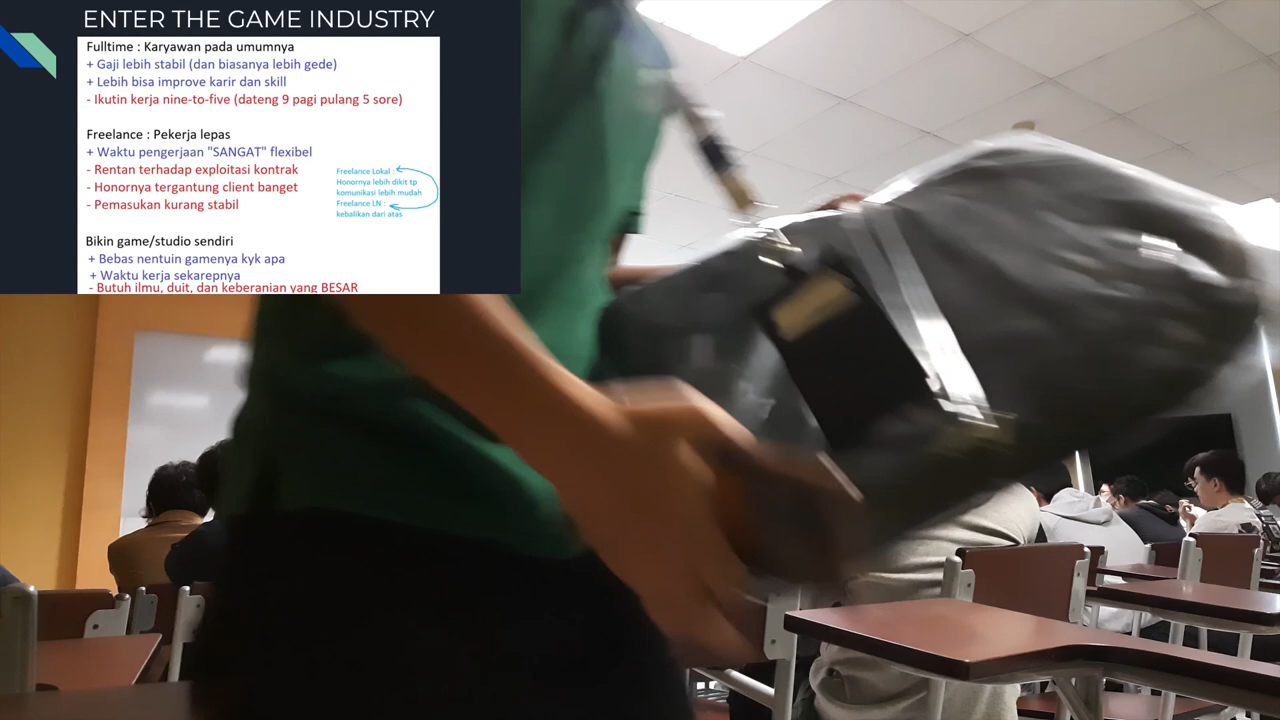 ENTER THE GAME INDUSTRY
Fulltime : Karyawan pada umumnya
+ Gaji lebih stabil (dan biasanya lebih gede)
+ Lebih bisa improve karir dan skill
- Ikutin kerja nine-to-five (dateng 9 pagi pulang 5 sore)
Freelance : Pekerja lepas
+ Waktu pengerjaan "SANGAT" flexibel
- Rentan terhadap exploitasi kontrak
- Honornya tergantung client banget
- Pemasukan kurang stabil
Freelance Lokal :
Honornya lebih dikit tp
komunikasi lebih mudah
Freelance LN :
kebalikan dari atas
Bikin game/studio sendiri
+ Bebas nentuin gamenya kyk apa
+ Waktu kerja sekarepnya
- Butuh ilmu, duit, dan keberanian yang BESAR